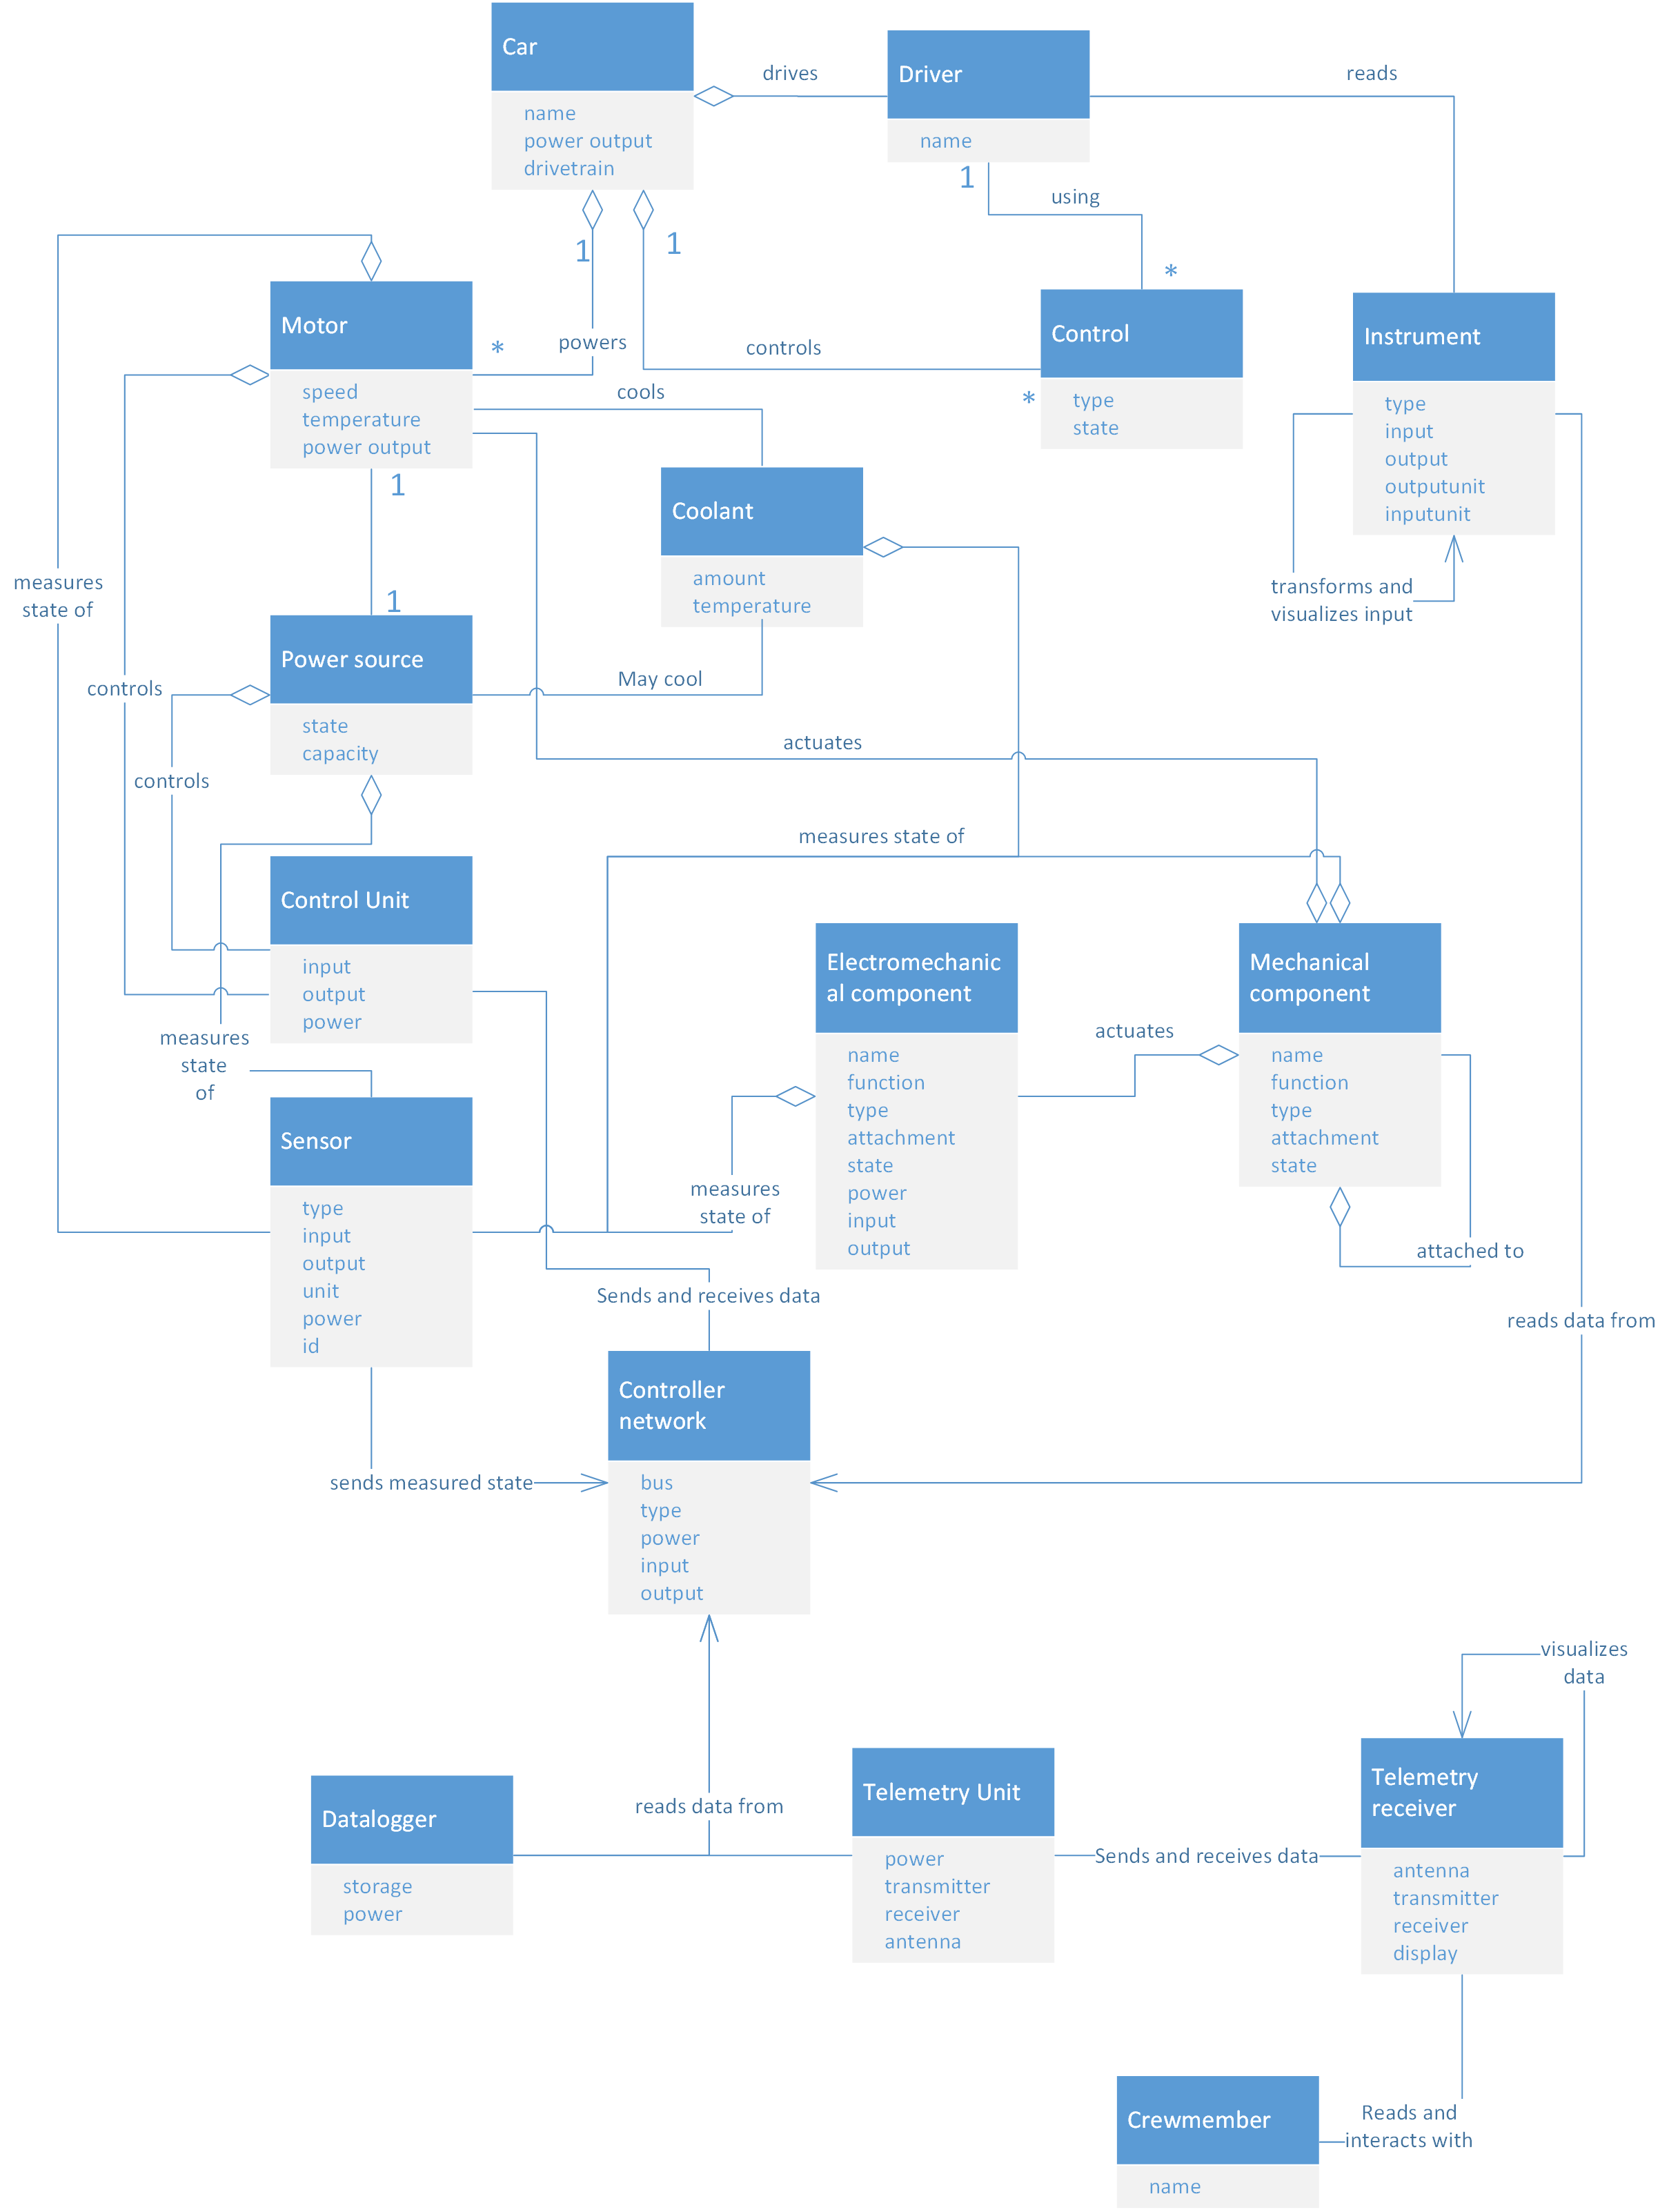 Car
name
power output
drivetrain
drives
Driver
name
reads
1
using
*
1
1
Motor
speed
temperature
power output
*
powers
controls
*
Control
type
state
Instrument
type
input
output
outputunit
inputunit
cools
1
Coolant
amount
temperature
transforms and
visualizes input
measures
state of
1
Power source
state
capacity
controls
May cool
controls
actuates
measures state of
Control Unit
input
output
power
Electromechanic
al component
name
function
type
attachment
state
power
input
output
actuates
Mechanical
component
name
function
type
attachment
state
measures
state
of
Sensor
type
input
output
unit
power
id
measures
state of
attached to
Sends and receives data
reads data from
Controller
network
bus
type
power
input
output
sends measured state
visualizes
data
reads data from
Datalogger
storage
power
Telemetry Unit
power
transmitter
receiver
antenna
Sends and receives data
Telemetry
receiver
antenna
transmitter
receiver
display
Crewmember
name
Reads and
interacts with